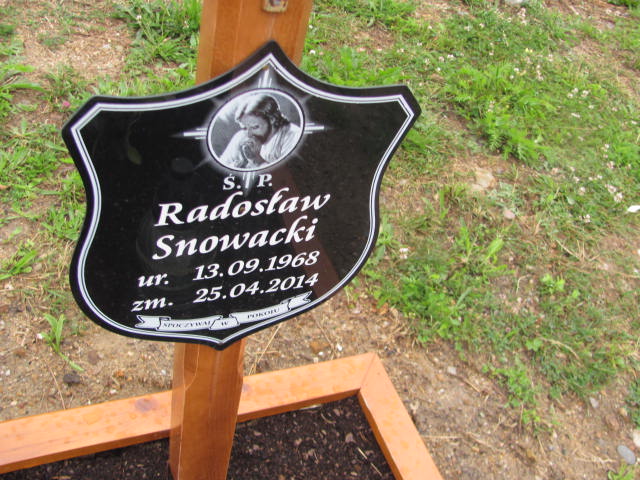 Ś. P.
Radosław
Snowacki
ur. 13.09.1968
zm. 25.04.2014
SPOCZYWAJ W POKOJU